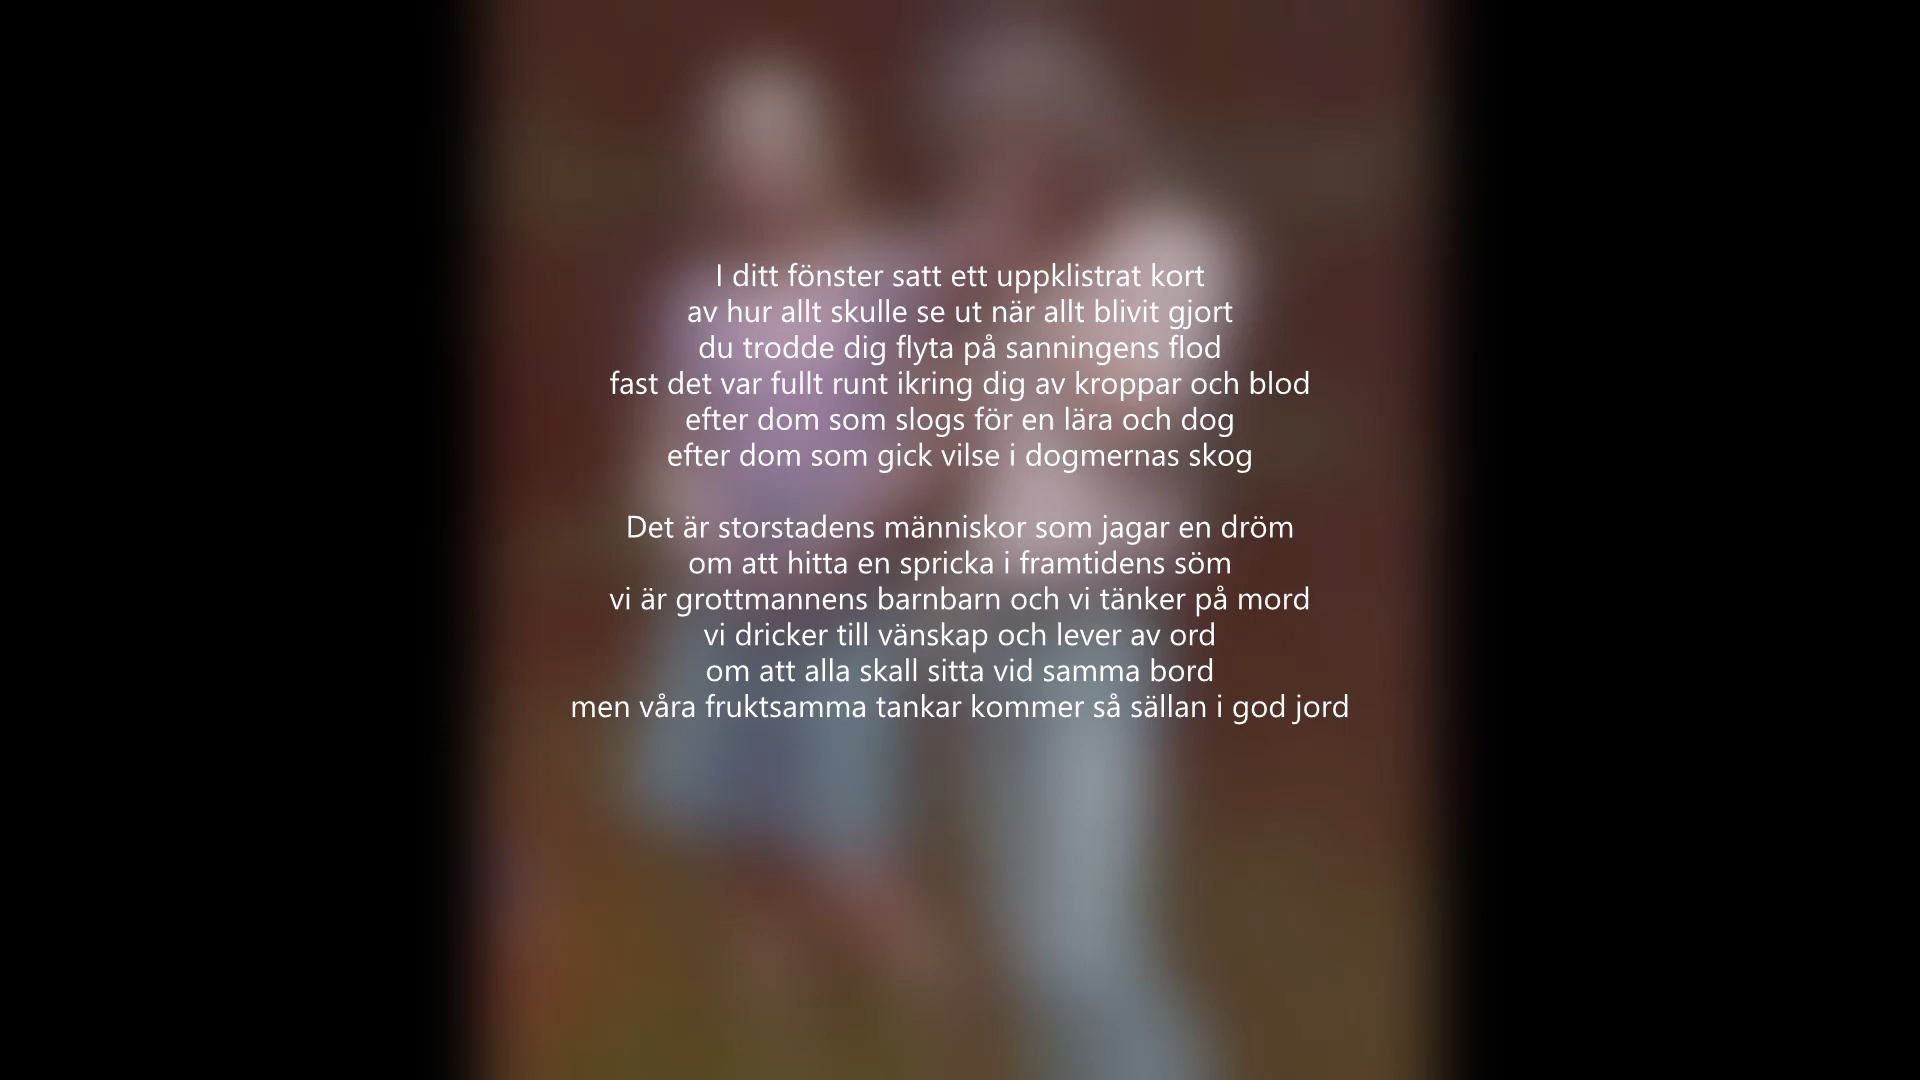 I ditt fönster satt ett uppklistrat kort
av hur allt skulle se ut när allt blivit gjort
du trodde dig flyta på sanningens flod
fast det var fullt runt ikring dig av kroppar och blod
efter dom som slogs för en lära och dog
efter dom som gick vilse i dogmernas skog
Det är storstadens människor som jagar en dröm
om att hitta en spricka i framtidens söm
vi är grottmannens barnbarn och vi tänker på mord
vi dricker till vänskap och lever av ord
om att alla skall sitta vid samma bord
men våra fruktsamma tankar kommer så sällan i god jord